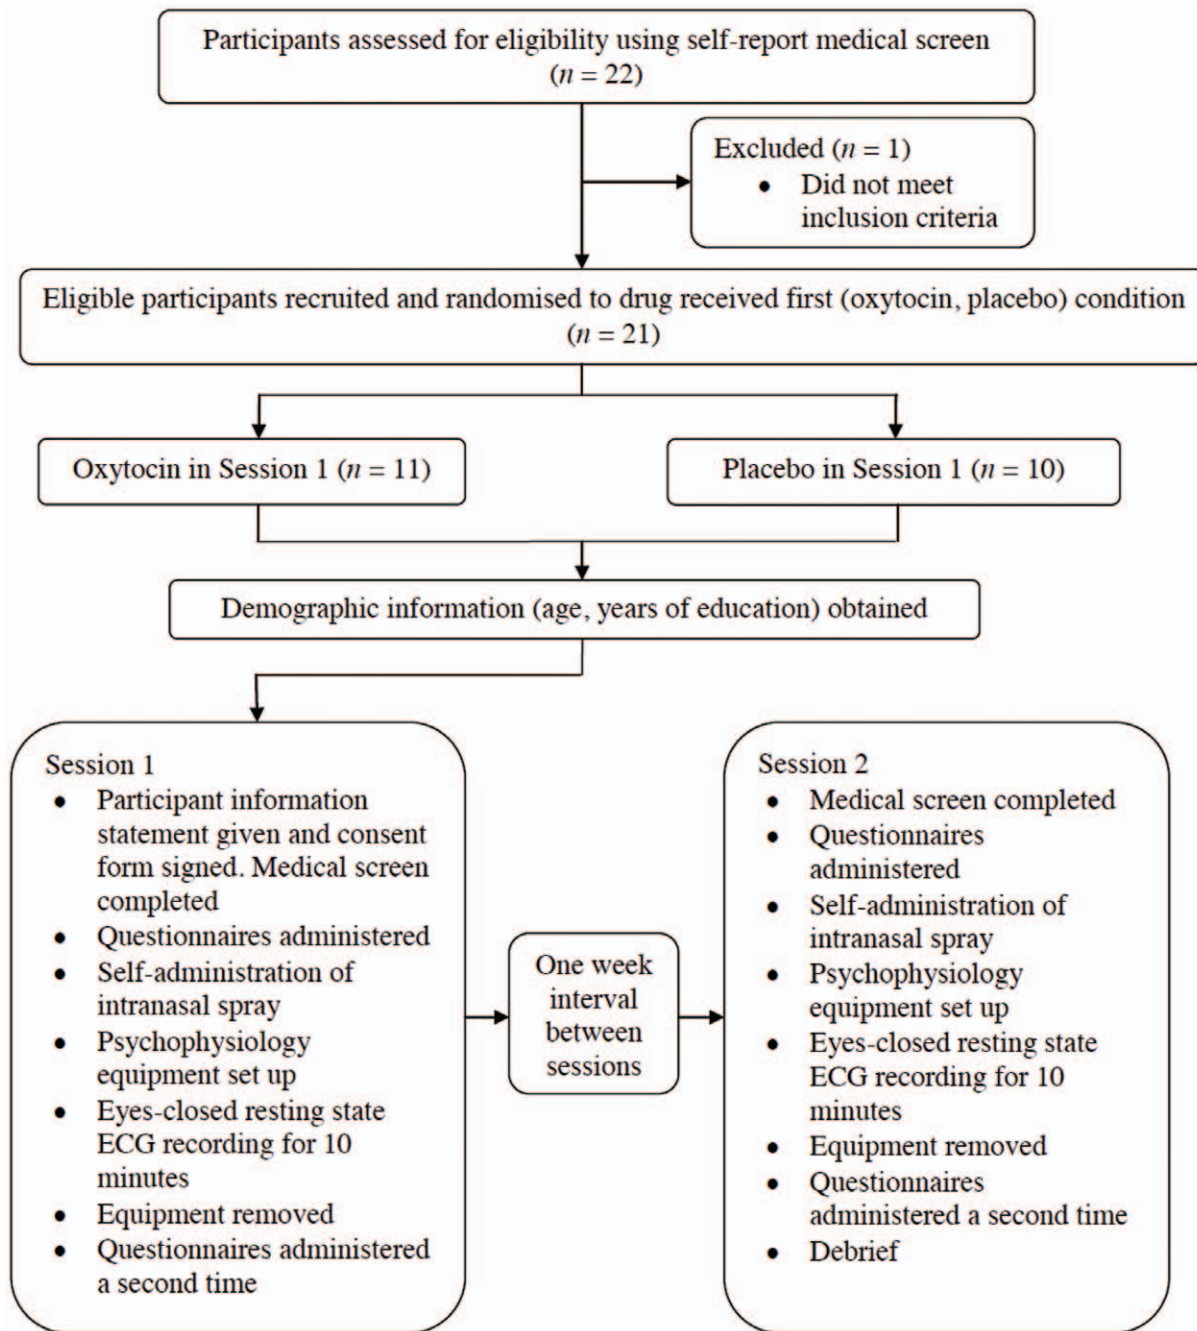 Participants assessed for eligibility using self-report medical screen
(n = 22)
Excluded (n = 1)
• Did not meet
inclusion criteria
Eligible participants recruited and randomised to drug received first (oxytocin, placebo) condition
(n = 21)
Oxytocin in Session 1 (n = 11)
Placebo in Session 1 (n = 10)
Demographic information (age, years of education) obtained
Session 1
• Participant information
statement given and consent
form signed. Medical screen
completed
• Questionnaires administered
• Self-administration of
intranasal spray
• Psychophysiology
equipment set up
• Eyes-closed resting state
ECG recording for 10
minutes
• Equipment removed
• Questionnaires administered
a second time
One week
interval
between
sessions
Session 2
• Medical screen completed
• Questionnaires
administered
• Self-administration of
intranasal spray
• Psychophysiology
equipment set up
• Eyes-closed resting state
ECG recording for 10
minutes
• Equipment removed
• Questionnaires
administered a second time
• Debrief